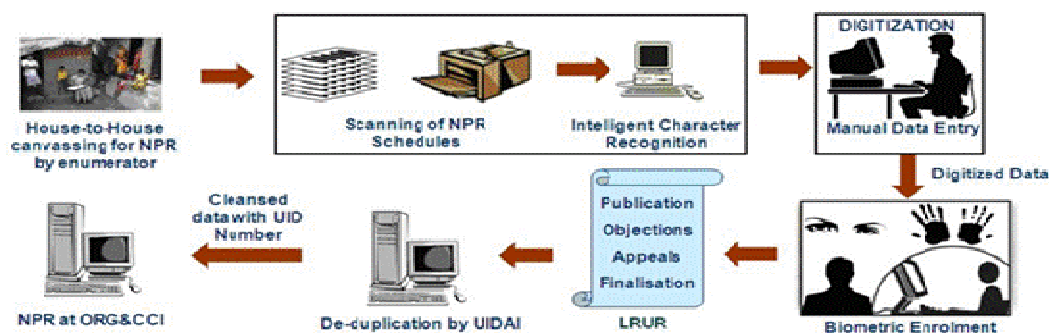 House-to-House
canvassing for NPR
by enumerator
Scanning of NPR
Schedules
Intelligent Character
Recognition
DIGITIZATION
Manual Data Entry
Digitized Data
Biometric Enrolment
Publication
Objections
Appeals
Finalisation
LRUR
De-duplication by UIDAI
Cleansed
data with UID
Number
NPR at ORG&CCI